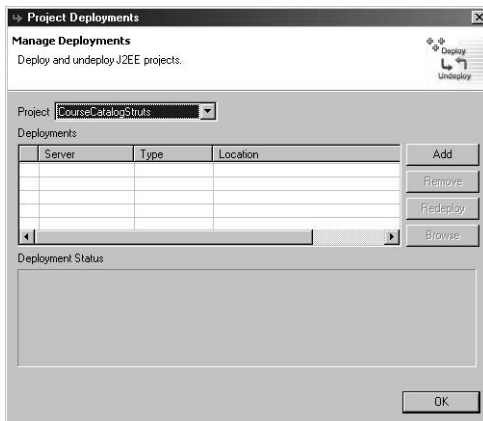 Project Deployments
Manage Deployments
Deploy and undeploy J2EE projects.
Deploy
Undeploy
Project CourseCatalogStruts
Deployments
Server Type Location
Add
Remove
Redeploy
Browse
Deployment Status
OK